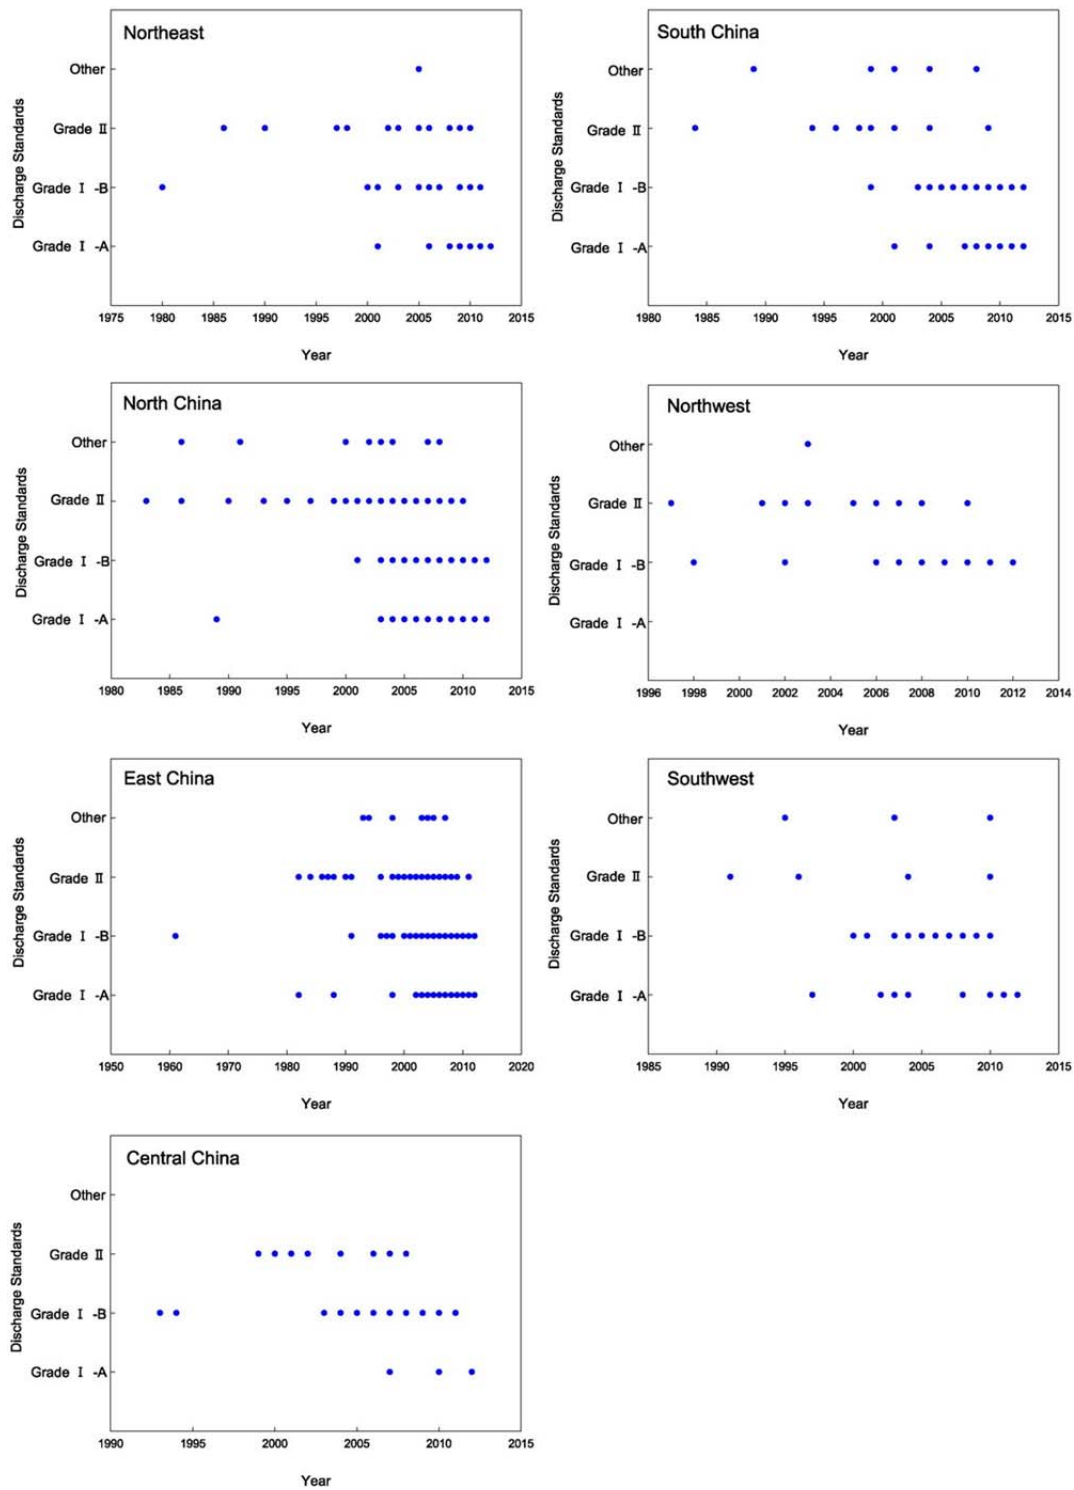 Northeast
Discharge Standards
Other
Grade Ⅱ
Grade Ⅰ -B
Grade Ⅰ -A
1975 1980 1985 1990 1995 2000 2005 2010 2015
Year
South China
Discharge Standards
Other
Grade Ⅱ
Grade Ⅰ -B
Grade Ⅰ -A
1980 1985 1990 1995 2000 2005 2010 2015
Year
North China
Discharge Standards
Other
Grade Ⅱ
Grade Ⅰ -B
Grade Ⅰ -A
1980 1985 1990 1995 2000 2005 2010 2015
Year
Northwest
Discharge Standards
Other
Grade Ⅱ
Grade Ⅰ -B
Grade Ⅰ -A
1996 1998 2000 2002 2004 2006 2008 2010 2012 2014
Year
East China
Discharge Standards
Other
Grade Ⅱ
Grade Ⅰ -B
Grade Ⅰ -A
1950 1960 1970 1980 1990 2000 2010 2020
Year
Southwest
Discharge Standards
Other
Grade Ⅱ
Grade Ⅰ -B
Grade Ⅰ -A
1985 1990 1995 2000 2005 2010 2015
Year
Central China
Discharge Standards
Other
Grade Ⅱ
Grade Ⅰ -B
Grade Ⅰ -A
1990 1995 2000 2005 2010 2015
Year